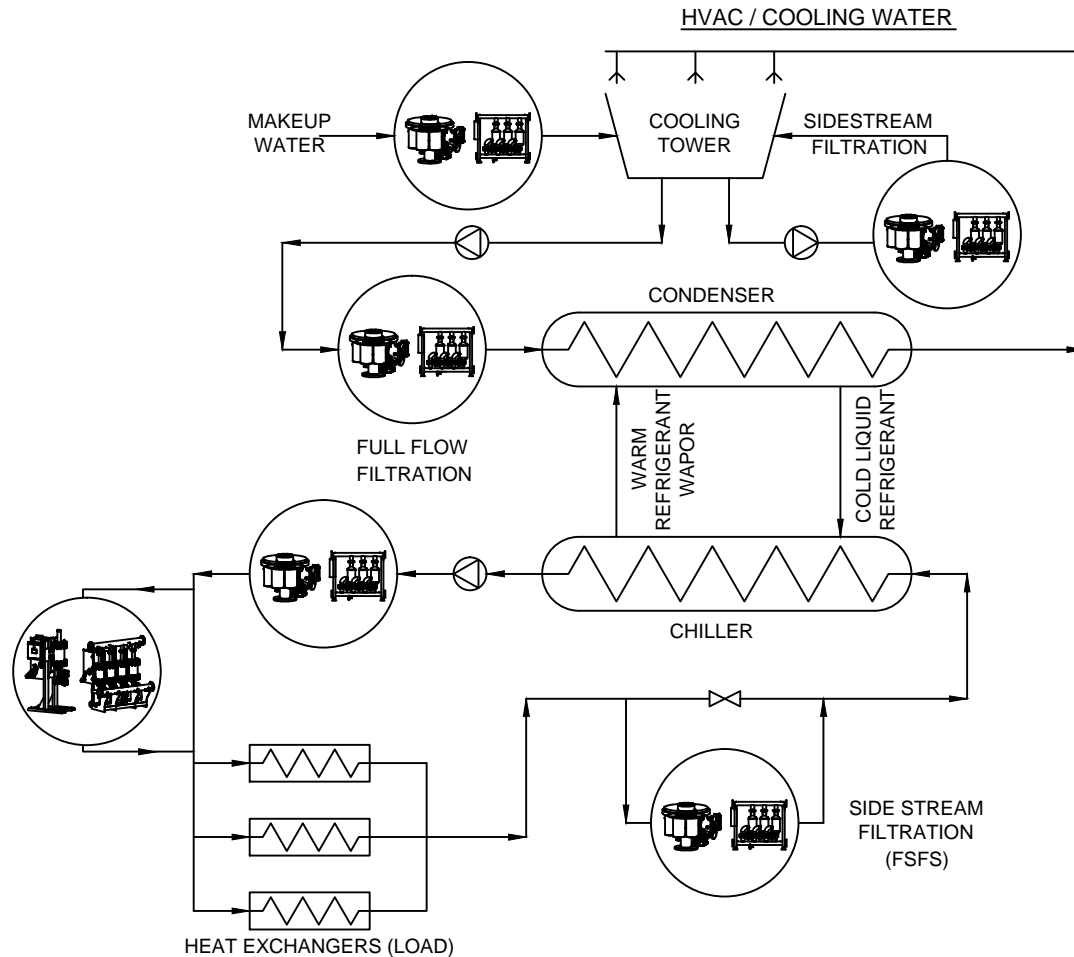 HVAC / COOLING WATER
MAKEUP
WATER
COOLING
TOWER
SIDESTREAM
FILTRATION
CONDENSER
FULL FLOW
FILTRATION
WARM
REFRIGERANT
WAPOR
COLD LIQUID
REFRIGERANT
CHILLER
SIDE STREAM
FILTRATION
(FSFS)
HEAT EXCHANGERS (LOAD)